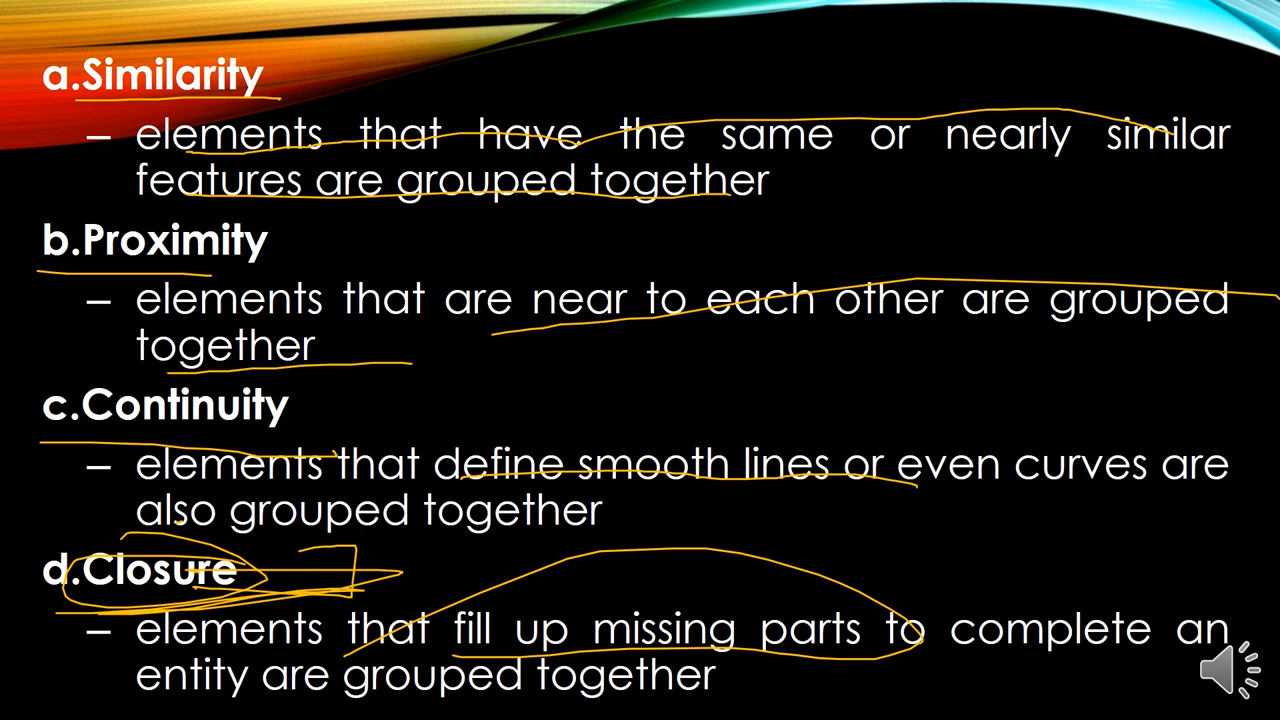 a.Similarity
– elements that have the same or nearly similar
features are grouped together
b.Proximity
– elements that are near to each other are grouped
together
c.Continuity
– elements that define smooth lines or even curves are
also grouped together
d.Closure
– elements that fill up missing parts to complete an
entity are grouped together